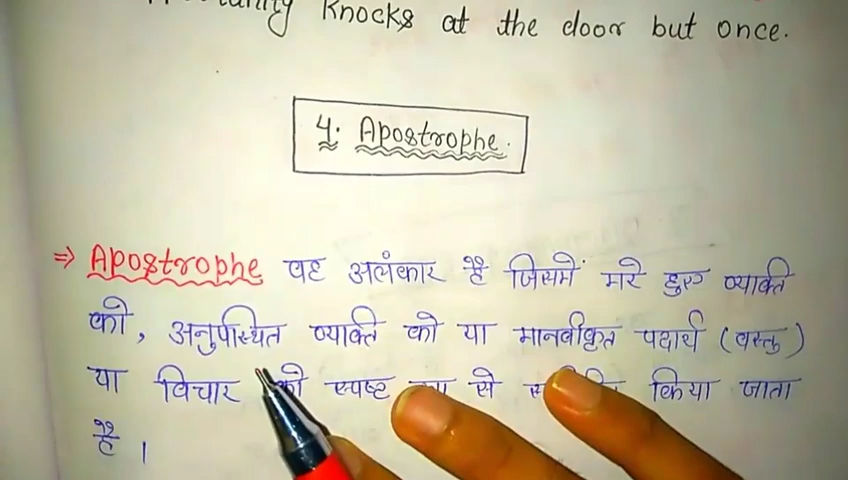 Knocks at the door but once.
4. Apostrophe.
⇒ Apostrophe वह अलंकार है जिसमें मरे हुए व्यक्ति
को, अनुपस्थित व्यक्ति को या मानवीकृत पदार्थ (वस्तु)
या विचार को स्पष्ट से किया जाता
है।